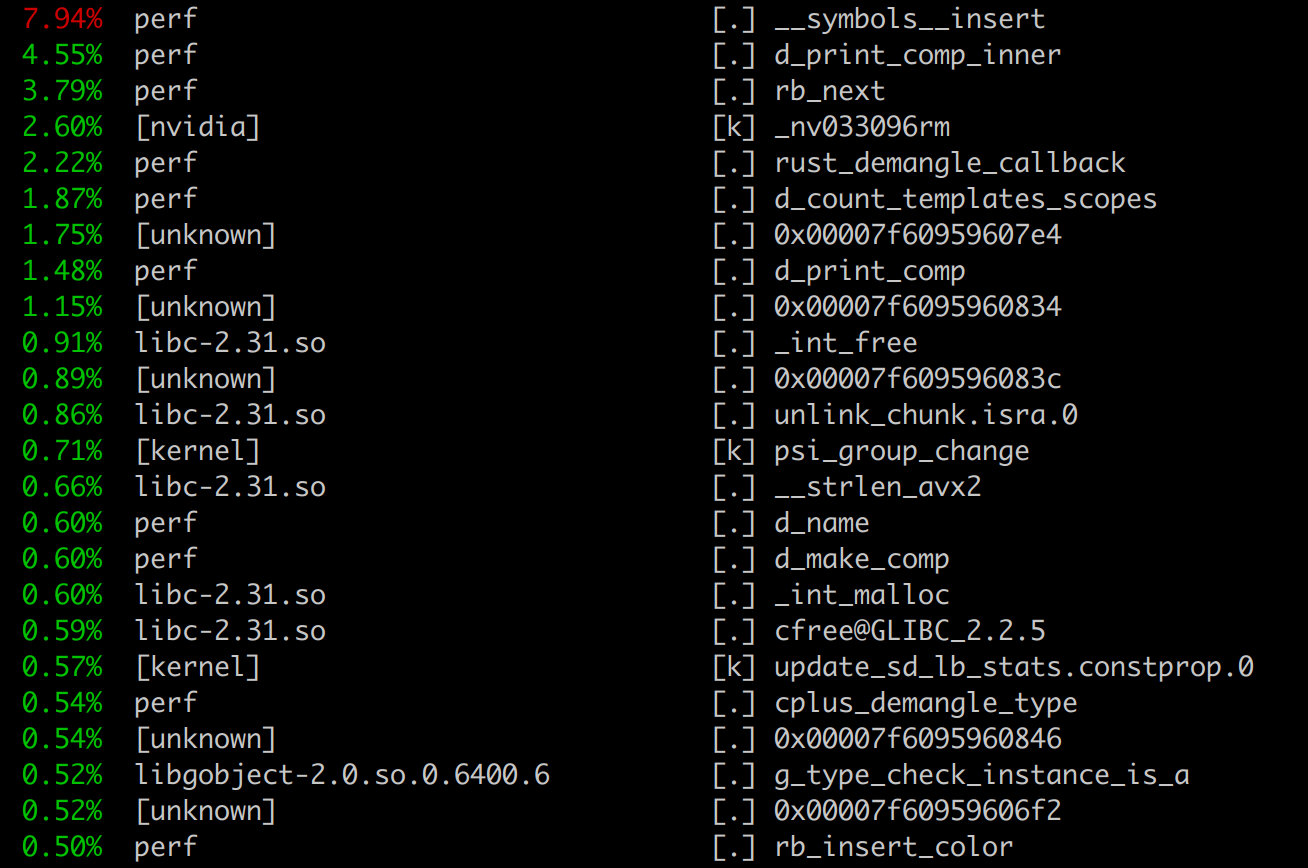 7.94% perf [.] __symbols__insert
4.55% perf [.] d_print_comp_inner
3.79% perf [.] rb_next
2.60% [nvidia] [k] _nv033096rm
2.22% perf [.] rust_demangle_callback
1.87% perf [.] d_count_templates_scopes
1.75% [unknown] [.] 0x00007f60959607e4
1.48% perf [.] d_print_comp
1.15% [unknown] [.] 0x00007f6095960834
0.91% libc-2.31.so [.] _int_free
0.89% [unknown] [.] 0x00007f609596083c
0.86% libc-2.31.so [.] unlink_chunk.isra.0
0.71% [kernel] [k] psi_group_change
0.66% libc-2.31.so [.] __strlen_avx2
0.60% perf [.] d_name
0.60% perf [.] d_make_comp
0.60% libc-2.31.so [.] _int_malloc
0.59% libc-2.31.so [.] cfree@GLIBC_2.2.5
0.57% [kernel] [k] update_sd_lb_stats.constprop.0
0.54% perf [.] cplus_demangle_type
0.54% [unknown] [.] 0x00007f6095960846
0.52% libgobject-2.0.so.0.6400.6 [.] g_type_check_instance_is_a
0.52% [unknown] [.] 0x00007f60959606f2
0.50% perf [.] rb_insert_color